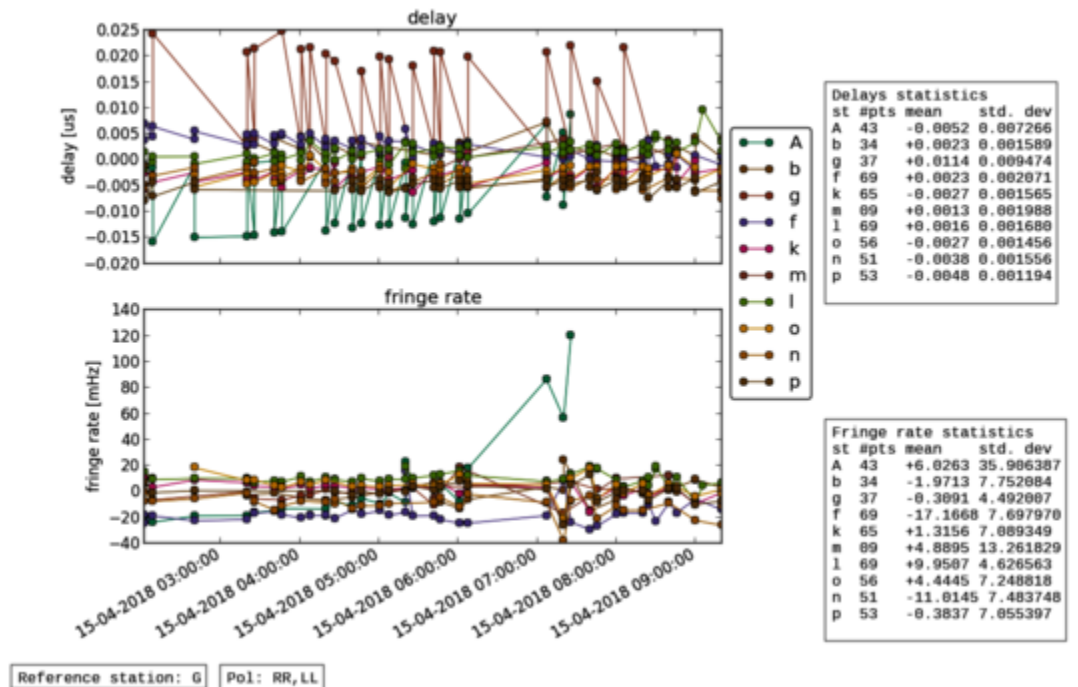 delay
0.025
0.020
0.015
0.010
0.005
0.000
−0.005
−0.010
−0.015
−0.020
delay [us]
fringe rate
140
120
100
80
60
40
20
0
−20
−40
fringe rate [mHz]
15-04-2018 03:00:00
15-04-2018 04:00:00
15-04-2018 05:00:00
15-04-2018 06:00:00
15-04-2018 07:00:00
15-04-2018 08:00:00
15-04-2018 09:00:00
A
b
g
f
k
m
l
o
n
p
Delays statistics
st #pts mean std. dev
A 43 -0.0052 0.007266
b 34 +0.0023 0.001589
g 37 +0.0114 0.009474
f 69 +0.0023 0.002071
k 65 -0.0027 0.001565
m 09 +0.0013 0.001988
l 69 +0.0016 0.001680
o 56 -0.0027 0.001456
n 51 -0.0038 0.001556
p 53 -0.0048 0.001194
Fringe rate statistics
st #pts mean std. dev
A 43 +6.0263 35.906387
b 34 -1.9713 7.752084
g 37 -0.3091 4.492007
f 69 -17.1668 7.697970
k 65 +1.3156 7.089349
m 09 +4.8895 13.261829
l 69 +9.9507 4.626563
o 56 +4.4445 7.248818
n 51 -11.0145 7.483748
p 53 -0.3837 7.055397
Reference station: G
Pol: RR,LL